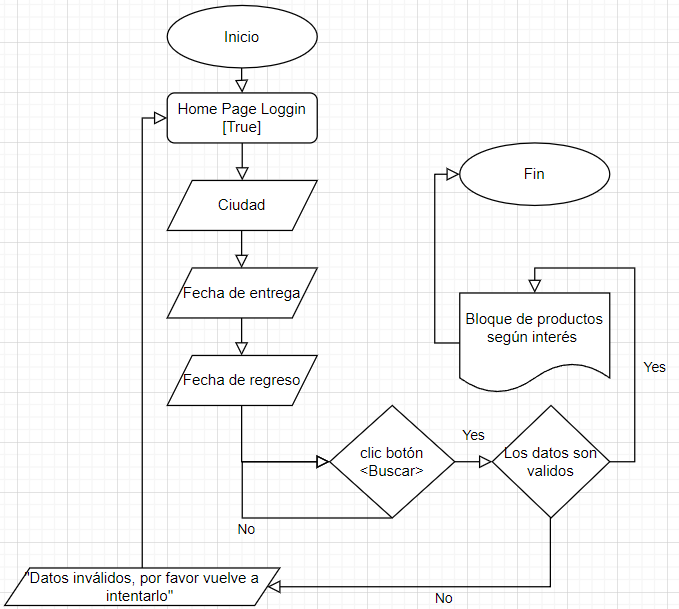 Inicio
Home Page Loggin
[True]
Ciudad
Fecha de entrega
Fecha de regreso
clic botón
<Buscar>
No
Yes
Los datos son
validos
Yes
Bloque de productos
según interés
Fin
No
"Datos inválidos, por favor vuelve a
intentarlo"